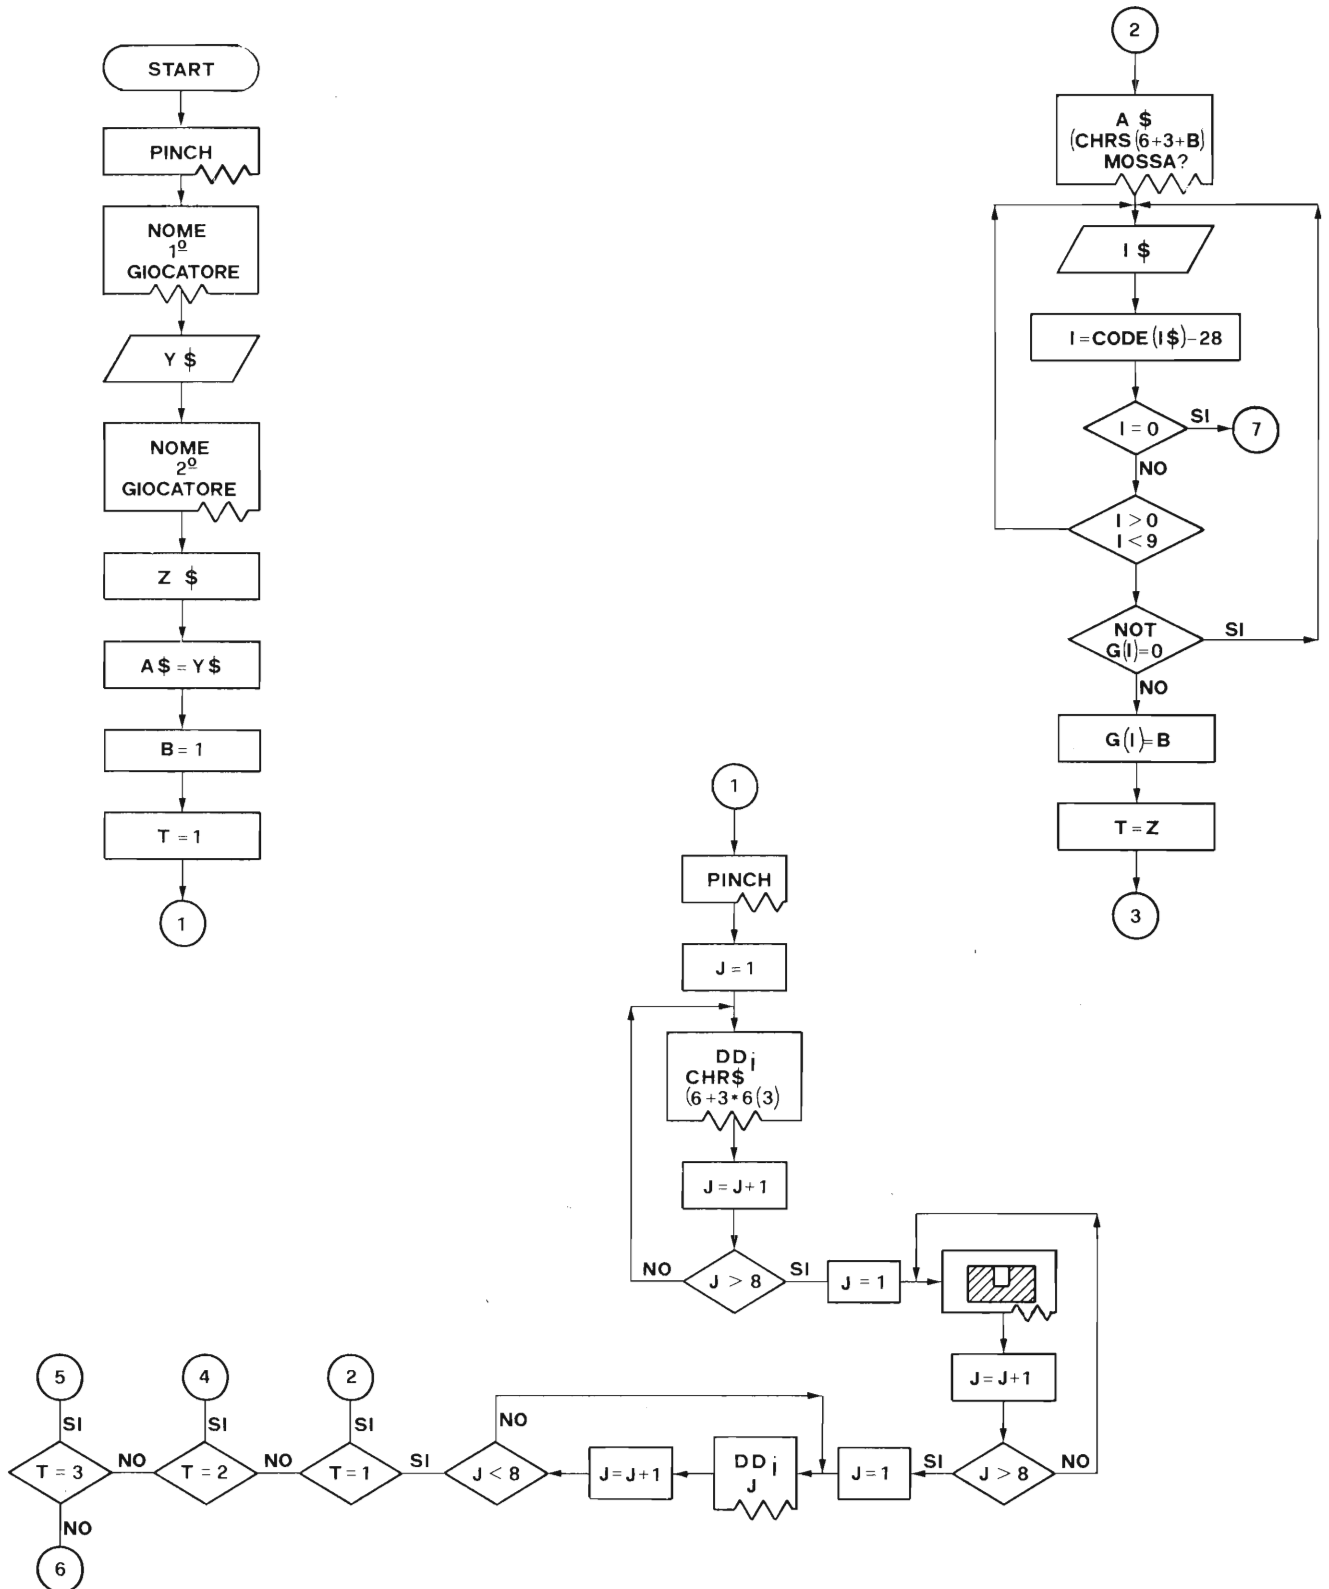 START
PINCH
NOME
1º
GIOCATORE
Y $
NOME
2º
GIOCATORE
Z $
A$ = Y$
B = 1
T = 1
1
2
A $
(CHRS(6+3+B)
MOSSA?
I $
I = CODE(I$)-28
I = 0
SI
7
NO
I > 0
I < 9
NOT
G(I)=0
SI
NO
G(I)=B
T = Z
3
1
PINCH
J = 1
DDj
CHR$
(6+3*6(3)
J = J+1
NO
J > 8
SI
J = 1
J = J+1
J > 8
NO
SI
J = 1
DDj
J
J = J+1
J < 8
NO
SI
2
SI
T = 1
NO
4
SI
T = 2
NO
5
SI
T = 3
NO
6